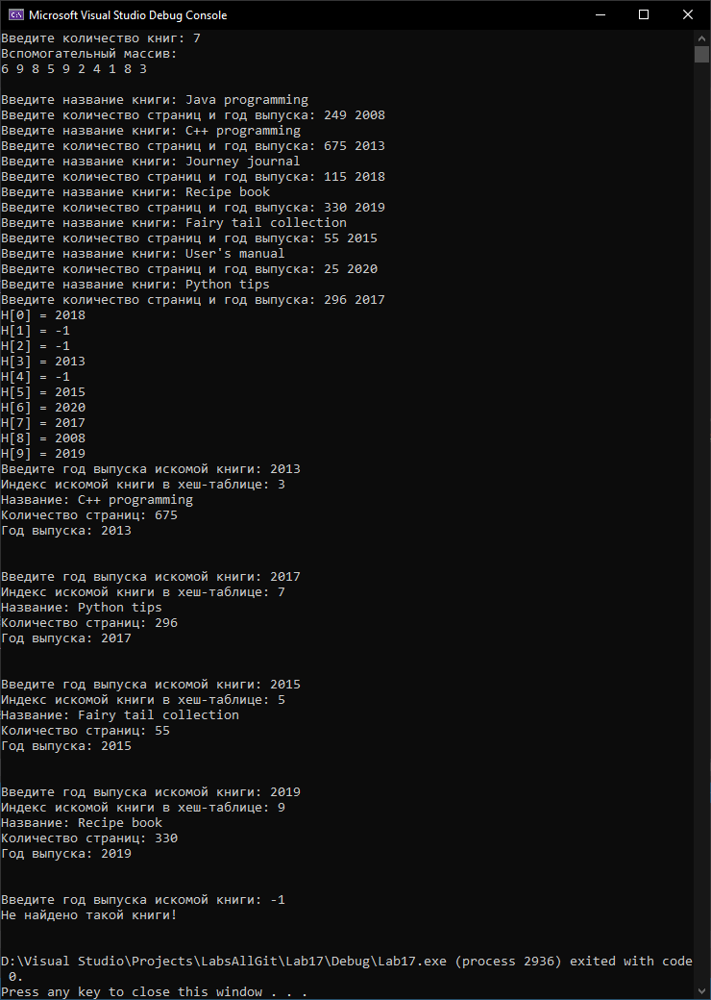 Microsoft Visual Studio Debug Console
Введите количество книг: 7
Вспомогательный массив:
6 9 8 5 9 2 4 1 8 3
Введите название книги: Java programming
Введите количество страниц и год выпуска: 249 2008
Введите название книги: C++ programming
Введите количество страниц и год выпуска: 675 2013
Введите название книги: Journey journal
Введите количество страниц и год выпуска: 115 2018
Введите название книги: Recipe book
Введите количество страниц и год выпуска: 330 2019
Введите название книги: Fairy tail collection
Введите количество страниц и год выпуска: 55 2015
Введите название книги: User's manual
Введите количество страниц и год выпуска: 25 2020
Введите название книги: Python tips
Введите количество страниц и год выпуска: 296 2017
H[0] = 2018
H[1] = -1
H[2] = -1
H[3] = 2013
H[4] = -1
H[5] = 2015
H[6] = 2020
H[7] = 2017
H[8] = 2008
H[9] = 2019
Введите год выпуска искомой книги: 2013
Индекс искомой книги в хеш-таблице: 3
Название: C++ programming
Количество страниц: 675
Год выпуска: 2013
Введите год выпуска искомой книги: 2017
Индекс искомой книги в хеш-таблице: 7
Название: Python tips
Количество страниц: 296
Год выпуска: 2017
Введите год выпуска искомой книги: 2015
Индекс искомой книги в хеш-таблице: 5
Название: Fairy tail collection
Количество страниц: 55
Год выпуска: 2015
Введите год выпуска искомой книги: 2019
Индекс искомой книги в хеш-таблице: 9
Название: Recipe book
Количество страниц: 330
Год выпуска: 2019
Введите год выпуска искомой книги: -1
Не найдено такой книги!
D:\Visual Studio\Projects\LabsAllGit\Lab17\Debug\Lab17.exe (process 2936) exited with code
0.
Press any key to close this window . . .